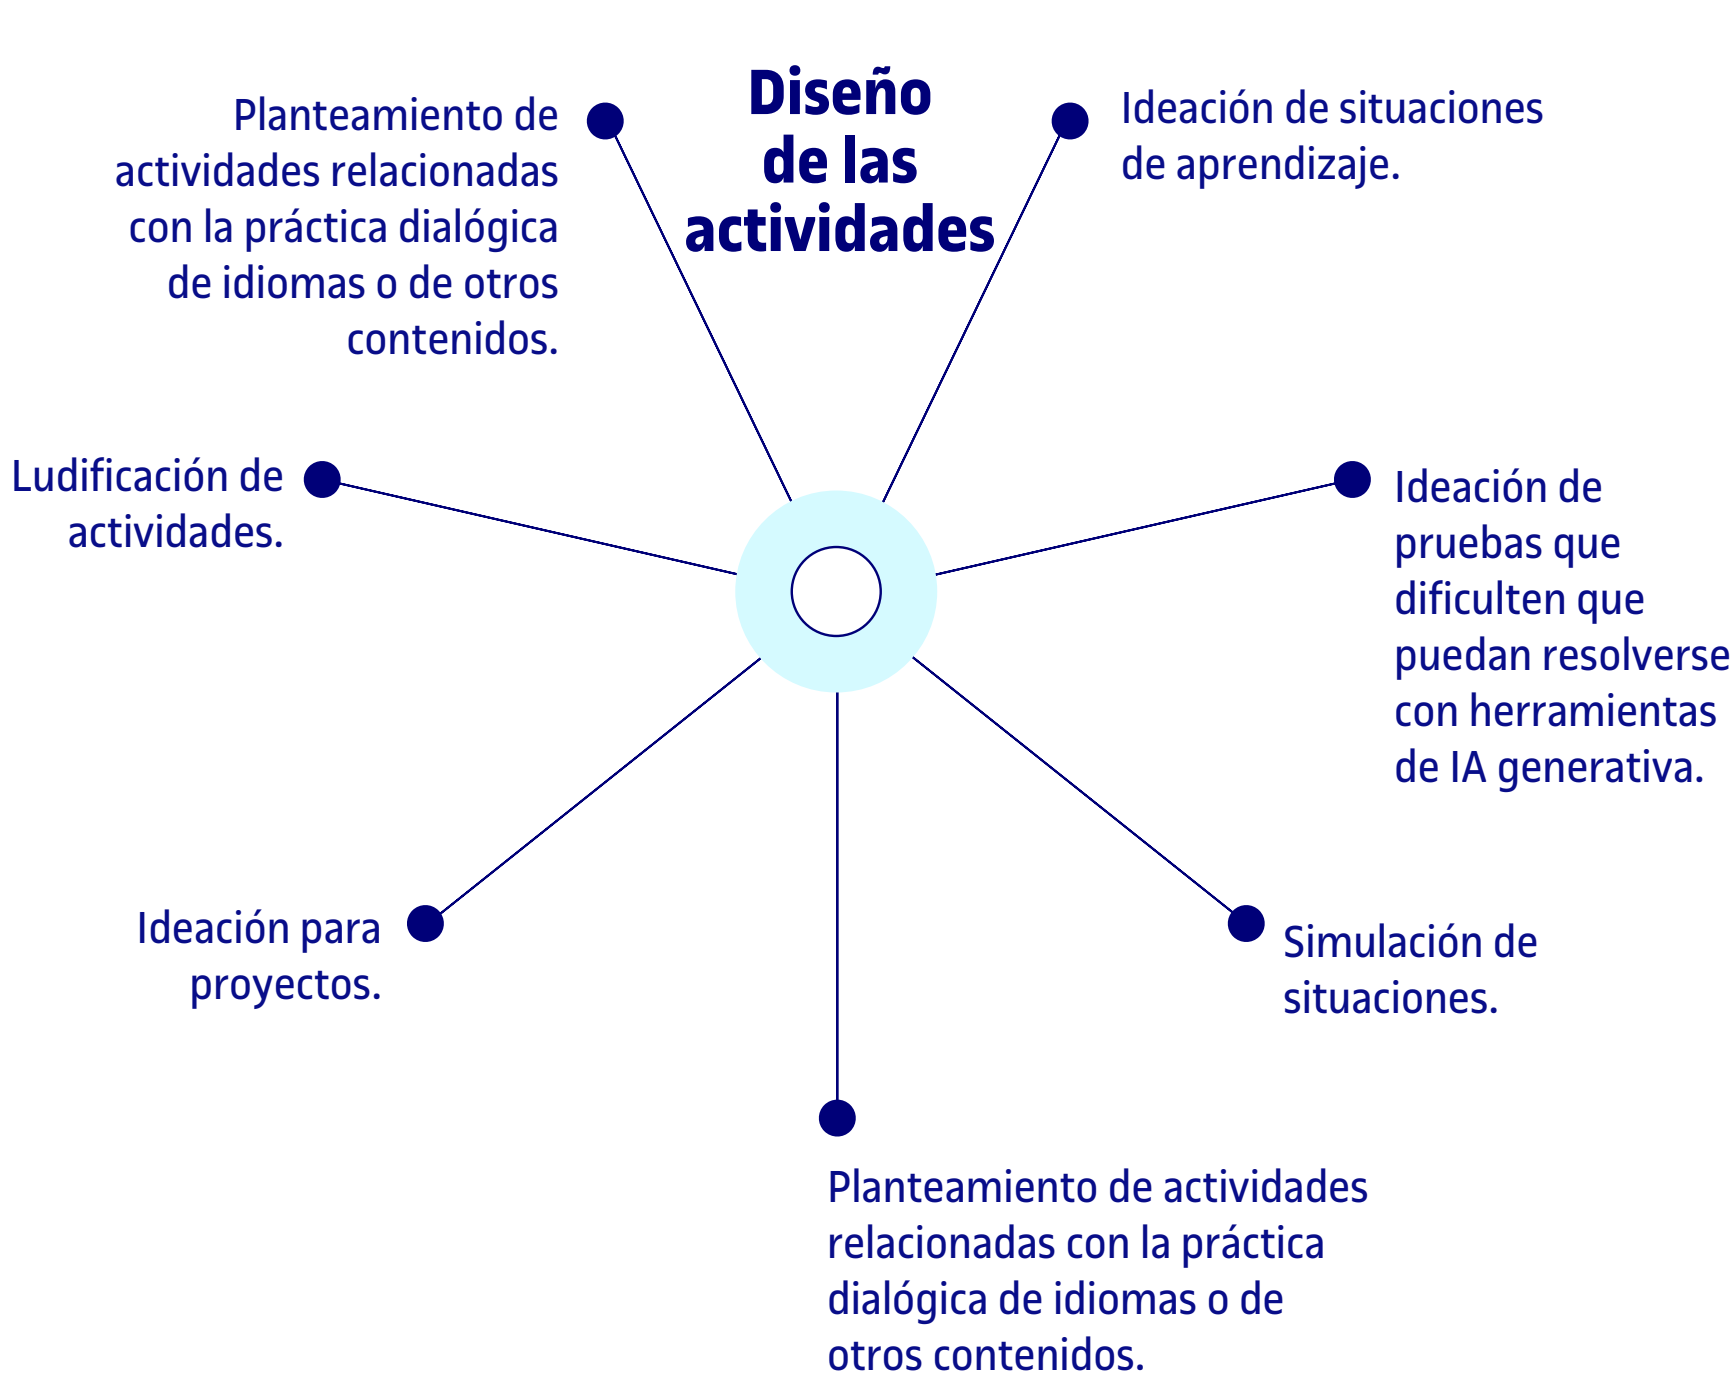 Diseño
de las
actividades
Ideación de situaciones
de aprendizaje.
Ideación de
pruebas que
dificulten que
puedan resolverse
con herramientas
de IA generativa.
Simulación de
situaciones.
Planteamiento de actividades
relacionadas con la práctica
dialógica de idiomas o de
otros contenidos.
Ideación para
proyectos.
Ludificación de
actividades.
Planteamiento de
actividades relacionadas
con la práctica dialógica
de idiomas o de otros
contenidos.